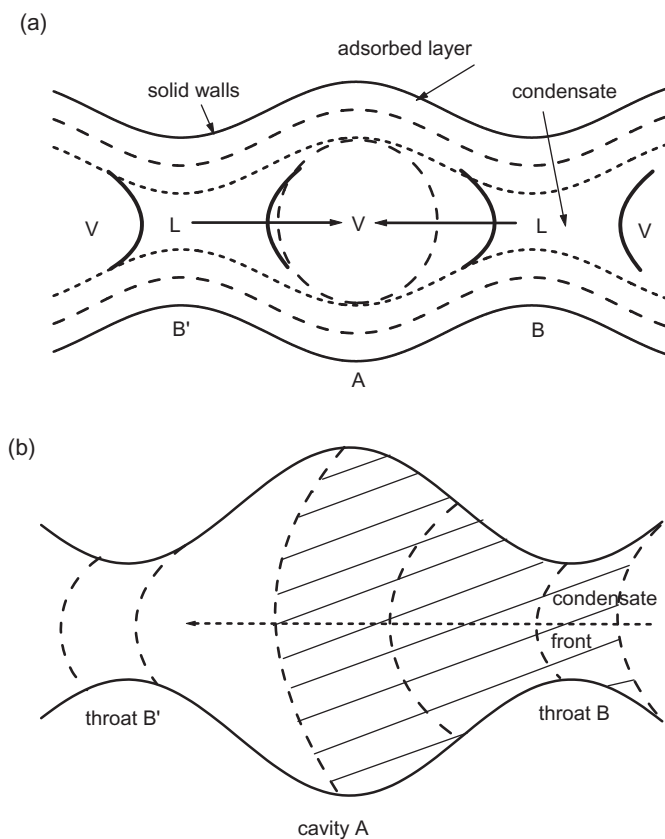 (a)
adsorbed layer
solid walls
condensate
V
L
V
L
V
B'
B
A
(b)
condensate
front
throat B'
throat B
cavity A